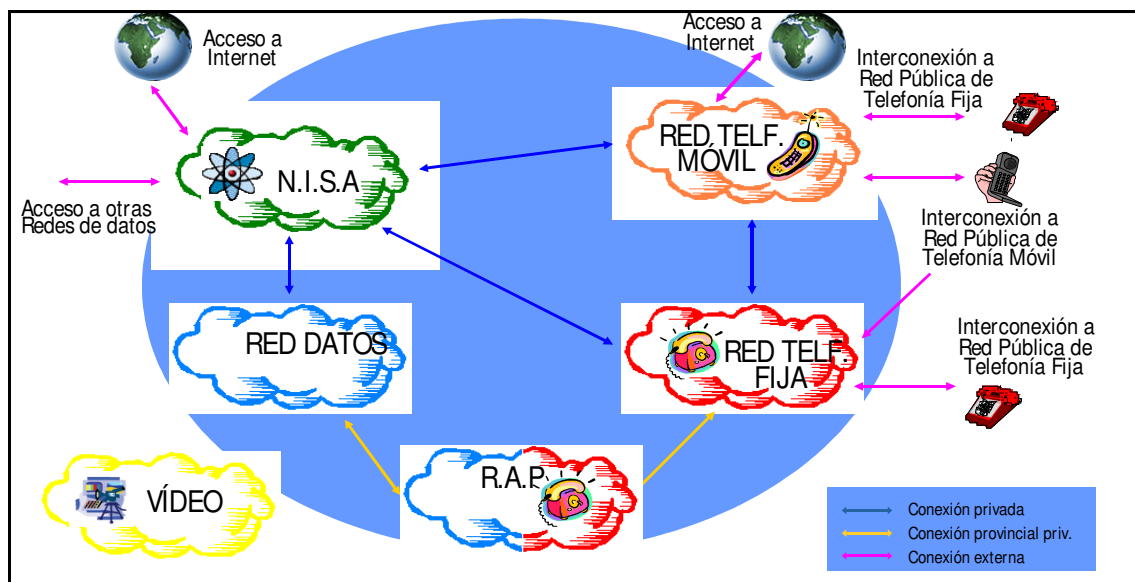 Acceso a
Internet
Acceso a
Internet
Interconexión a
Red Pública de
Telefonía Fija
RED TELF.
MÓVIL
N.I.S.A
Acceso a otras
Redes de datos
Interconexión a
Red Pública de
Telefonía Móvil
RED DATOS
RED TELF.
FIJA
Interconexión a
Red Pública de
Telefonía Fija
VÍDEO
R.A.P
Conexión privada
Conexión provincial priv.
Conexión externa